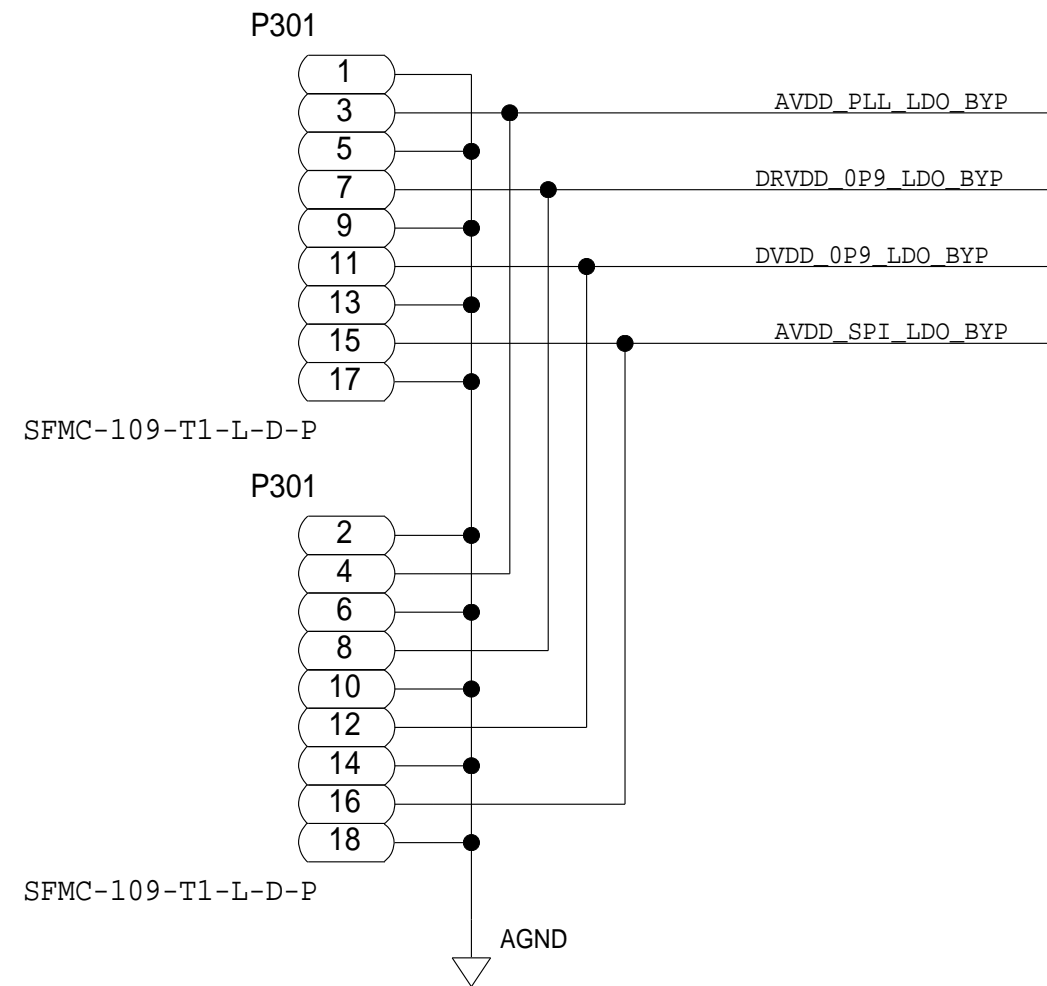 P301
1
3
AVDD_PLL_LDO_BYP
5
7
DRVDD_0P9_LDO_BYP
9
11
DVDD_0P9_LDO_BYP
13
15
AVDD_SPI_LDO_BYP
17
SFMC-109-T1-L-D-P
P301
2
4
6
8
10
12
14
16
18
SFMC-109-T1-L-D-P
AGND